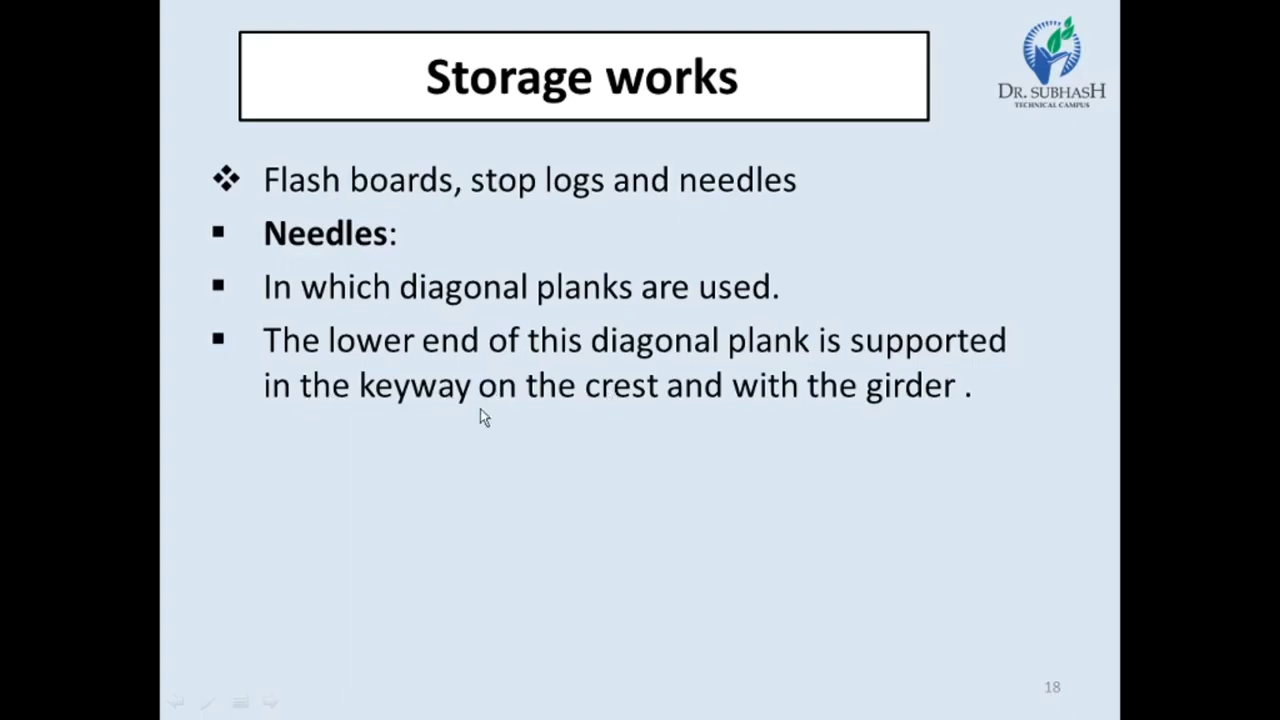 Storage works
DR. SUBHASH
TECHNICAL CAMPUS
Flash boards, stop logs and needles
Needles:
In which diagonal planks are used.
The lower end of this diagonal plank is supported
in the keyway on the crest and with the girder .
18